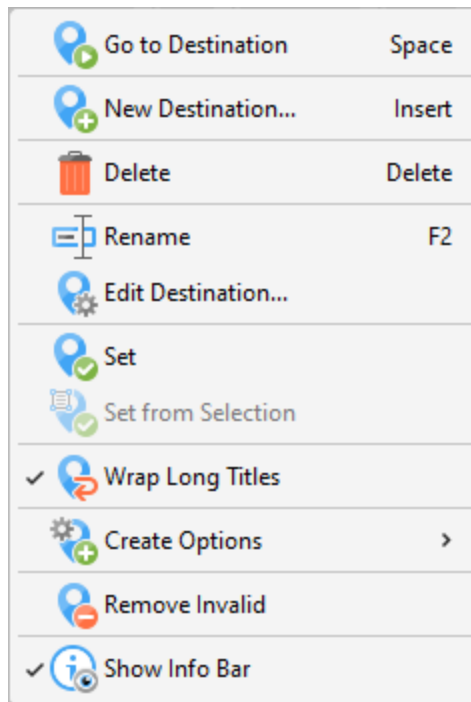 Go to Destination Space
New Destination... Insert
Delete Delete
Rename F2
Edit Destination...
Set
Set from Selection
Wrap Long Titles
Create Options
Remove Invalid
Show Info Bar